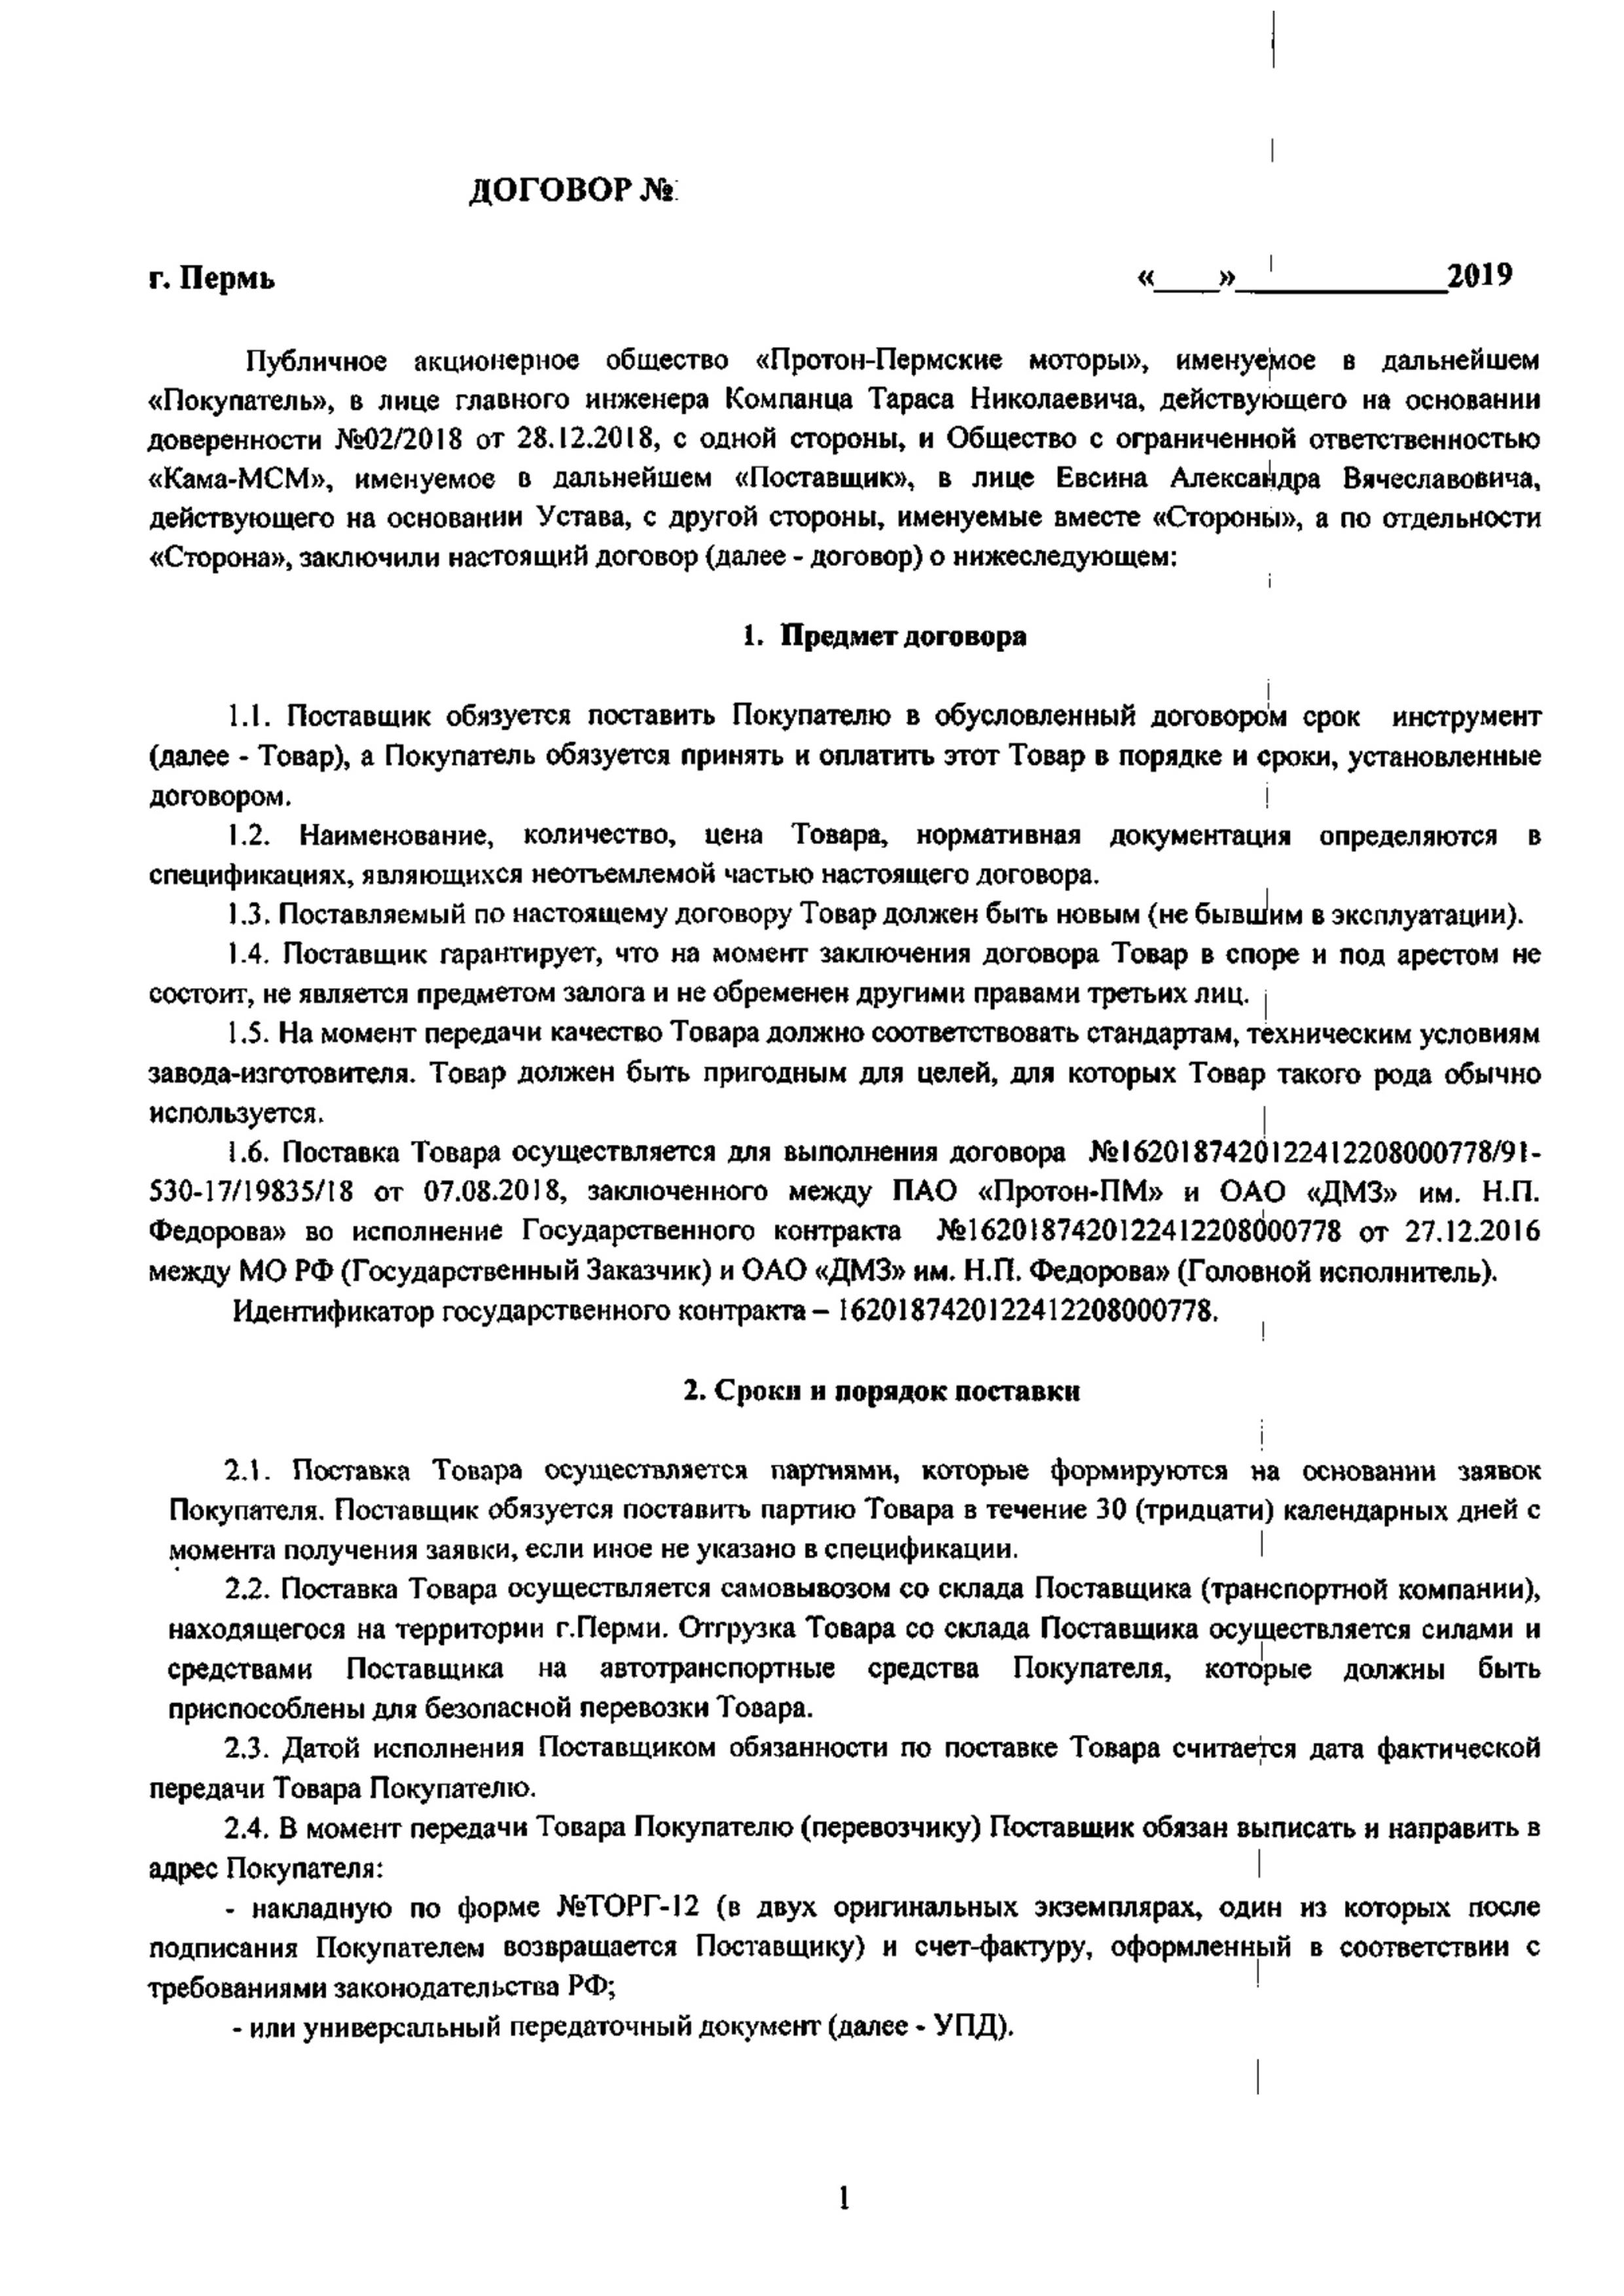 ДОГОВОР №
г. Пермь «____»_____________2019
Публичное акционерное общество «Протон-Пермские моторы», именуемое в дальнейшем
«Покупатель», в лице главного инженера Компанца Тараса Николаевича, действующего на основании
доверенности №02/2018 от 28.12.2018, с одной стороны, и Общество с ограниченной ответственностью
«Кама-МСМ», именуемое в дальнейшем «Поставщик», в лице Евсина Александра Вячеславовича,
действующего на основании Устава, с другой стороны, именуемые вместе «Стороны», а по отдельности
«Сторона», заключили настоящий договор (далее - договор) о нижеследующем:
1. Предмет договора
1.1. Поставщик обязуется поставить Покупателю в обусловленный договором срок инструмент
(далее - Товар), а Покупатель обязуется принять и оплатить этот Товар в порядке и сроки, установленные
договором.
1.2. Наименование, количество, цена Товара, нормативная документация определяются в
спецификациях, являющихся неотъемлемой частью настоящего договора.
1.3. Поставляемый по настоящему договору Товар должен быть новым (не бывшим в эксплуатации).
1.4. Поставщик гарантирует, что на момент заключения договора Товар в споре и под арестом не
состоит, не является предметом залога и не обременен другими правами третьих лиц.
1.5. На момент передачи качество Товара должно соответствовать стандартам, техническим условиям
завода-изготовителя. Товар должен быть пригодным для целей, для которых Товар такого рода обычно
используется.
1.6. Поставка Товара осуществляется для выполнения договора №1620187420122412208000778/91-
530-17/19835/18 от 07.08.2018, заключенного между ПАО «Протон-ПМ» и ОАО «ДМЗ» им. Н.П.
Федорова» во исполнение Государственного контракта №1620187420122412208000778 от 27.12.2016
между МО РФ (Государственный Заказчик) и ОАО «ДМЗ» им. Н.П. Федорова» (Головной исполнитель).
Идентификатор государственного контракта – 1620187420122412208000778.
2. Сроки и порядок поставки
2.1. Поставка Товара осуществляется партиями, которые формируются на основании заявок
Покупателя. Поставщик обязуется поставить партию Товара в течение 30 (тридцати) календарных дней с
момента получения заявки, если иное не указано в спецификации.
2.2. Поставка Товара осуществляется самовывозом со склада Поставщика (транспортной компании),
находящегося на территории г.Перми. Отгрузка Товара со склада Поставщика осуществляется силами и
средствами Поставщика на автотранспортные средства Покупателя, которые должны быть
приспособлены для безопасной перевозки Товара.
2.3. Датой исполнения Поставщиком обязанности по поставке Товара считается дата фактической
передачи Товара Покупателю.
2.4. В момент передачи Товара Покупателю (перевозчику) Поставщик обязан выписать и направить в
адрес Покупателя:
- накладную по форме №ТОРГ-12 (в двух оригинальных экземплярах, один из которых после
подписания Покупателем возвращается Поставщику) и счет-фактуру, оформленный в соответствии с
требованиями законодательства РФ;
- или универсальный передаточный документ (далее - УПД).
1